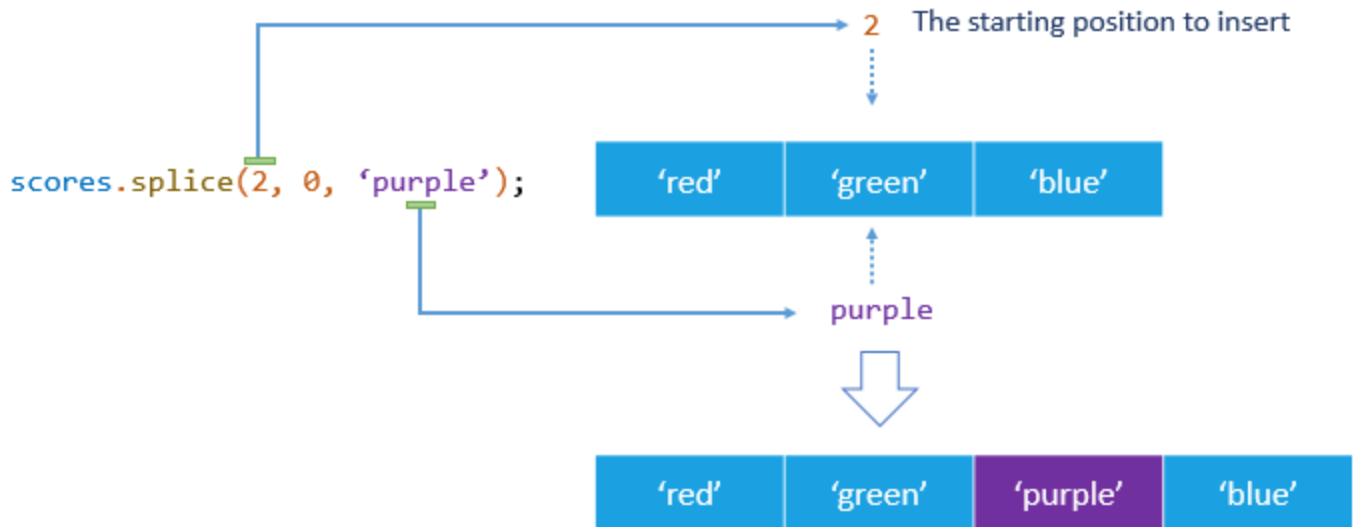 2 The starting position to insert
scores.splice(2, 0, ‘purple’);
‘red’ ‘green’ ‘blue’
purple
‘red’ ‘green’ ‘purple’ ‘blue’